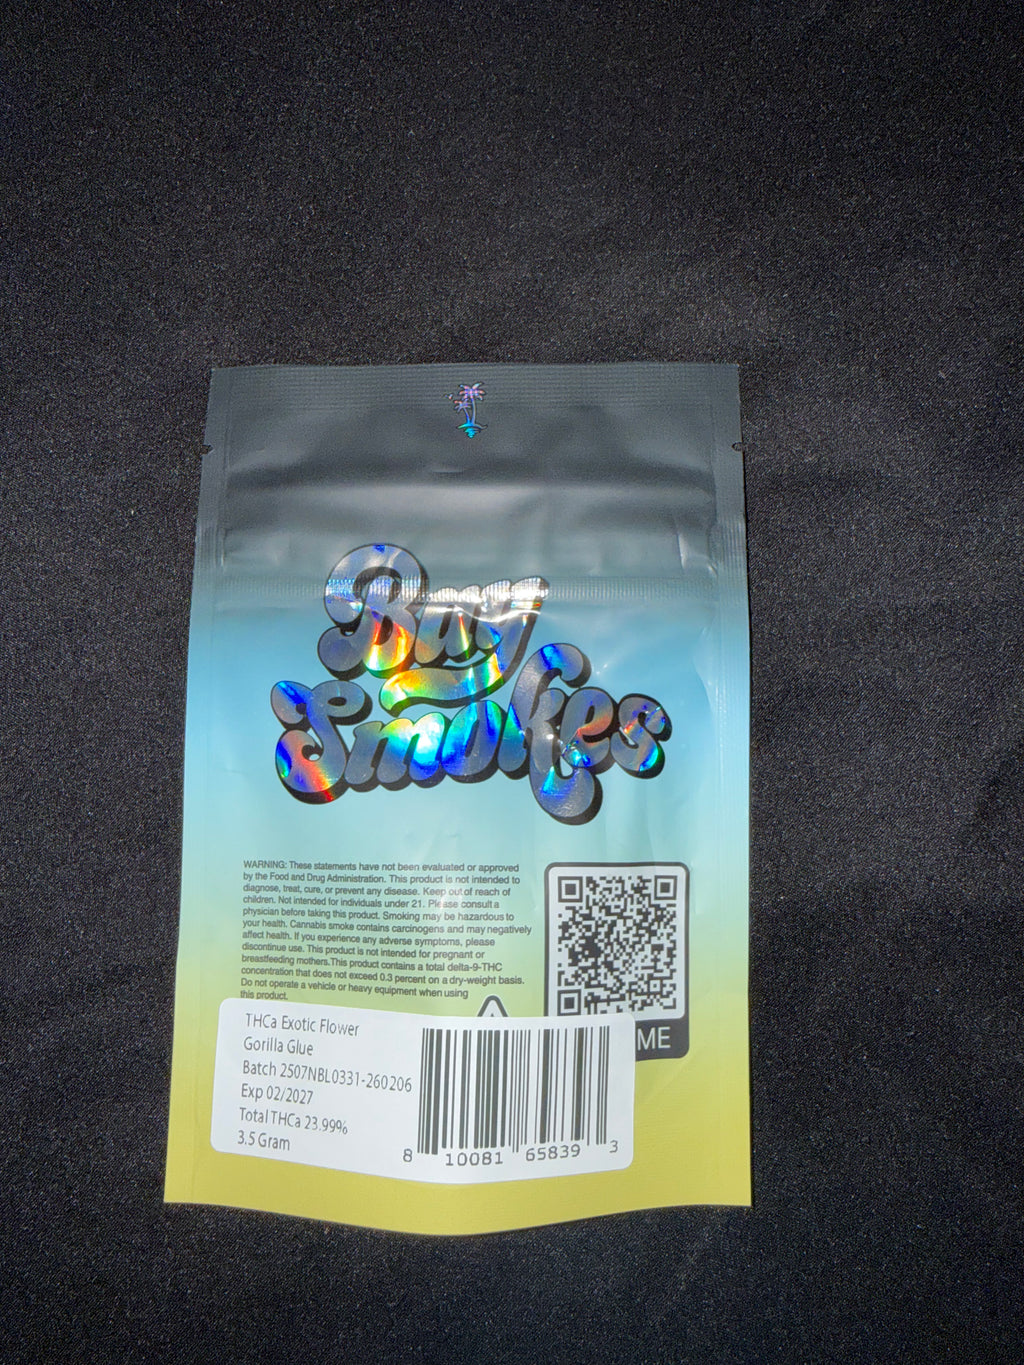 Bay
Smokes
WARNING: These statements have not been evaluated or approved
by the Food and Drug Administration. This product is not intended to
diagnose, treat, cure, or prevent any disease. Keep out of reach of
children. Not intended for individuals under 21. Please consult a
physician before taking this product. Smoking may be hazardous to
your health. Cannabis smoke contains carcinogens and may negatively
affect health. If you experience any adverse symptoms, please
discontinue use. This product is not intended for pregnant or
breastfeeding mothers.This product contains a total delta-9-THC
concentration that does not exceed 0.3 percent on a dry-weight basis.
Do not operate a vehicle or heavy equipment when using
this product.
ME
THCa Exotic Flower
Gorilla Glue
Batch 2507NBL0331-260206
Exp 02/2027
Total THCa 23.99%
3.5 Gram
8 10081 65839 3